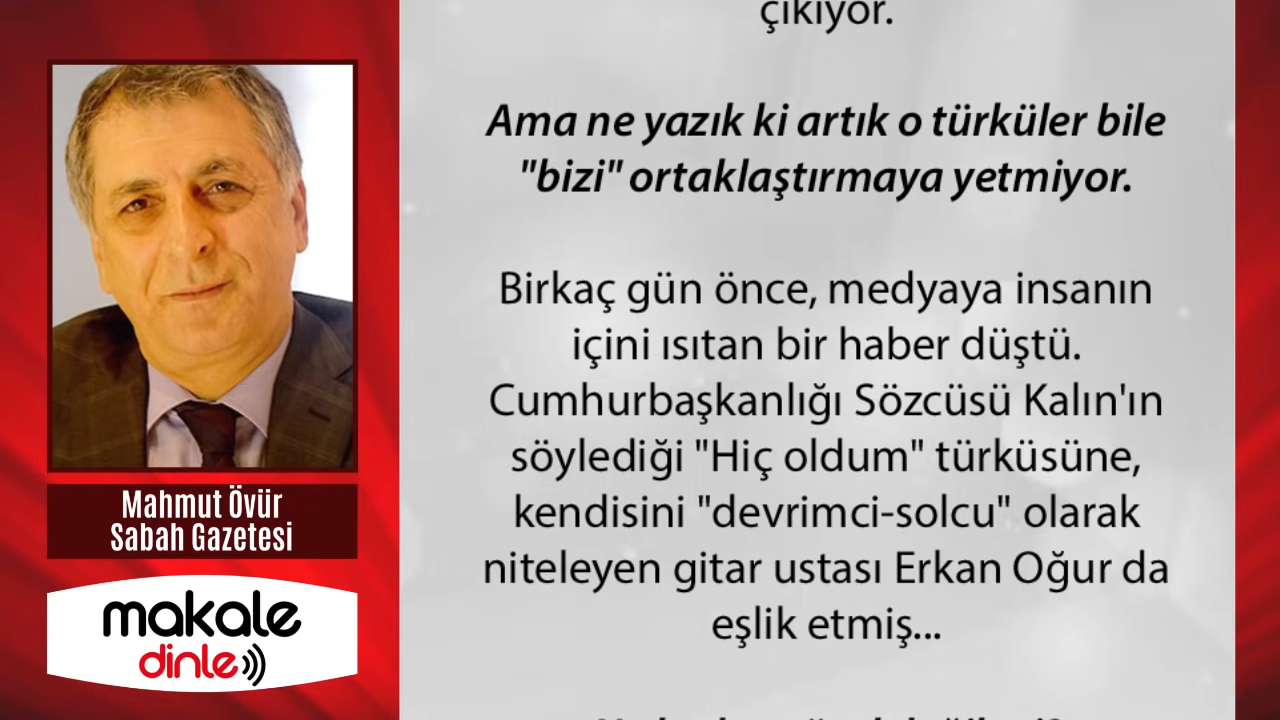 çıkıyor.
Ama ne yazık ki artık o türküler bile
"bizi" ortaklaştırmaya yetmiyor.
Birkaç gün önce, medyaya insanın
içini ısıtan bir haber düştü.
Cumhurbaşkanlığı Sözcüsü Kalın'ın
söylediği "Hiç oldum" türküsüne,
kendisini "devrimci-solcu" olarak
niteleyen gitar ustası Erkan Oğur da
eşlik etmiş...
Mahmut Övür
Sabah Gazetesi
makale
dinle